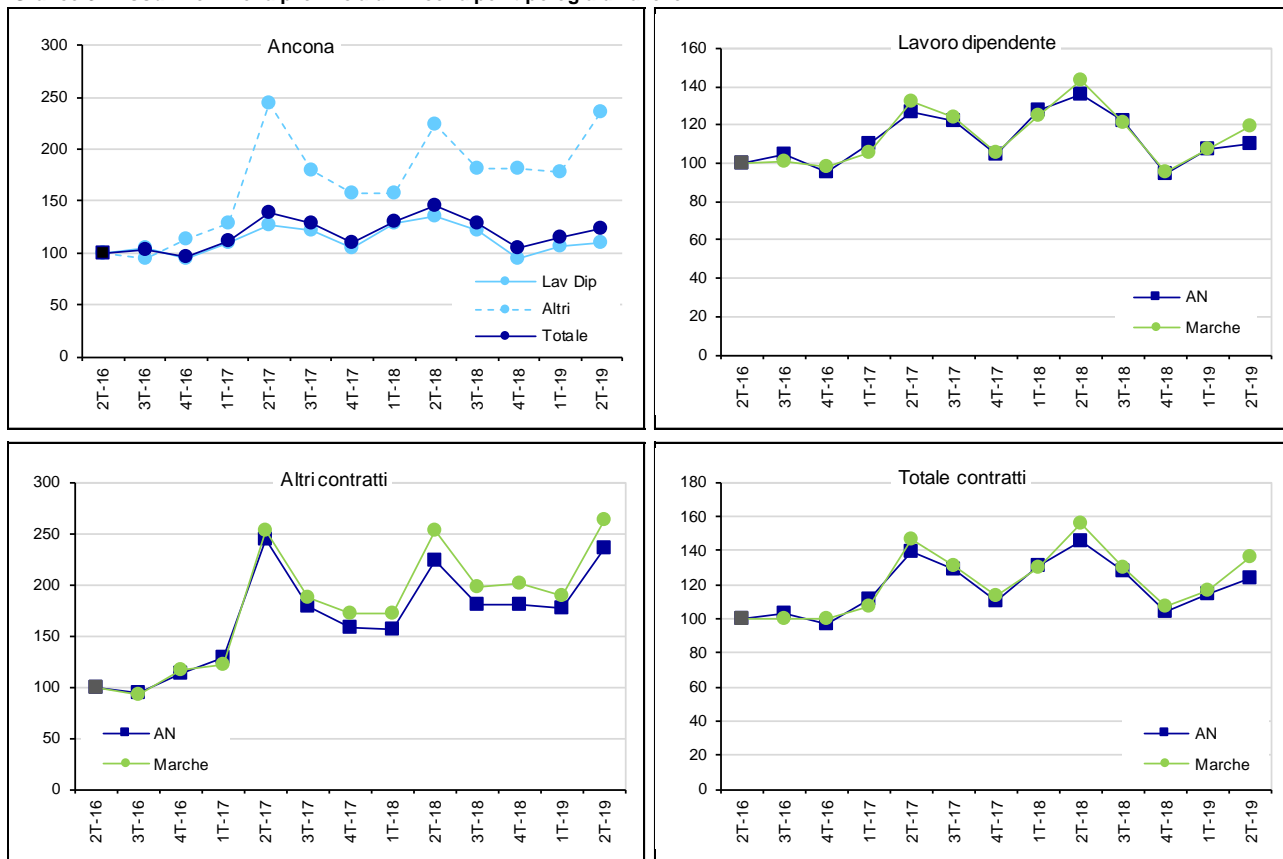 Ancona
300
250
200
150
100
50
0
Lav Dip
Altri
Totale
2T-16
3T-16
4T-16
1T-17
2T-17
3T-17
4T-17
1T-18
2T-18
3T-18
4T-18
1T-19
2T-19
Lavoro dipendente
160
140
120
100
80
60
40
20
0
AN
Marche
2T-16
3T-16
4T-16
1T-17
2T-17
3T-17
4T-17
1T-18
2T-18
3T-18
4T-18
1T-19
2T-19
Altri contratti
300
250
200
150
100
50
0
AN
Marche
2T-16
3T-16
4T-16
1T-17
2T-17
3T-17
4T-17
1T-18
2T-18
3T-18
4T-18
1T-19
2T-19
Totale contratti
180
160
140
120
100
80
60
40
20
0
AN
Marche
2T-16
3T-16
4T-16
1T-17
2T-17
3T-17
4T-17
1T-18
2T-18
3T-18
4T-18
1T-19
2T-19